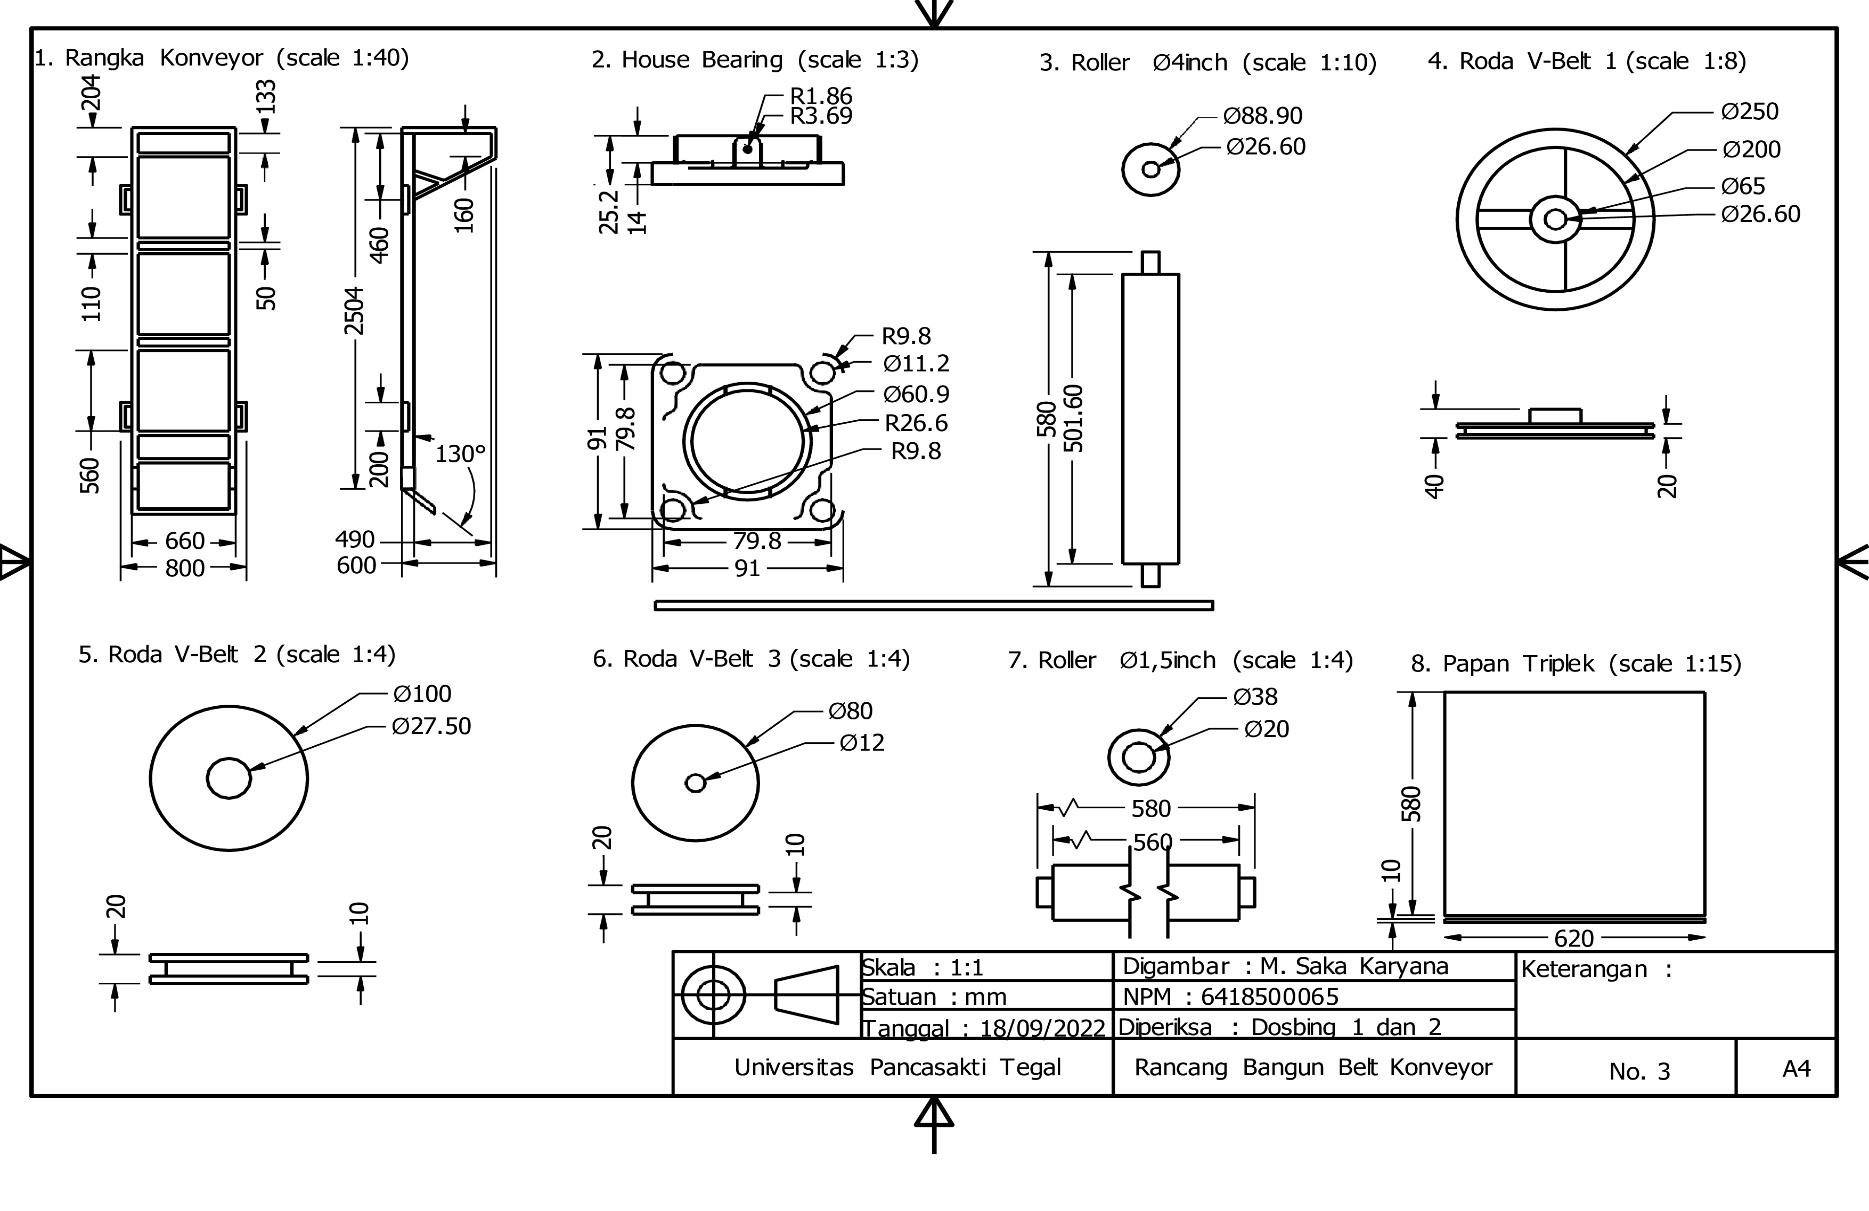 1. Rangka Konveyor (scale 1:40)
204
133
110
50
560
660
800
2504
460
160
200
130°
490
600
2. House Bearing (scale 1:3)
R1.86
R3.69
25.2
14
R9.8
Ø11.2
Ø60.9
R26.6
R9.8
91
79.8
79.8
91
3. Roller Ø4inch (scale 1:10)
Ø88.90
Ø26.60
580
501.60
4. Roda V-Belt 1 (scale 1:8)
Ø250
Ø200
Ø65
Ø26.60
40
20
5. Roda V-Belt 2 (scale 1:4)
Ø100
Ø27.50
20
10
6. Roda V-Belt 3 (scale 1:4)
Ø80
Ø12
20
10
7. Roller Ø1,5inch (scale 1:4)
Ø38
Ø20
580
560
8. Papan Triplek (scale 1:15)
580
10
620
Skala : 1:1
Satuan : mm
Tanggal : 18/09/2022
Digambar : M. Saka Karyana
NPM : 6418500065
Diperiksa : Dosbing 1 dan 2
Keterangan :
Universitas Pancasakti Tegal
Rancang Bangun Belt Konveyor
No. 3
A4